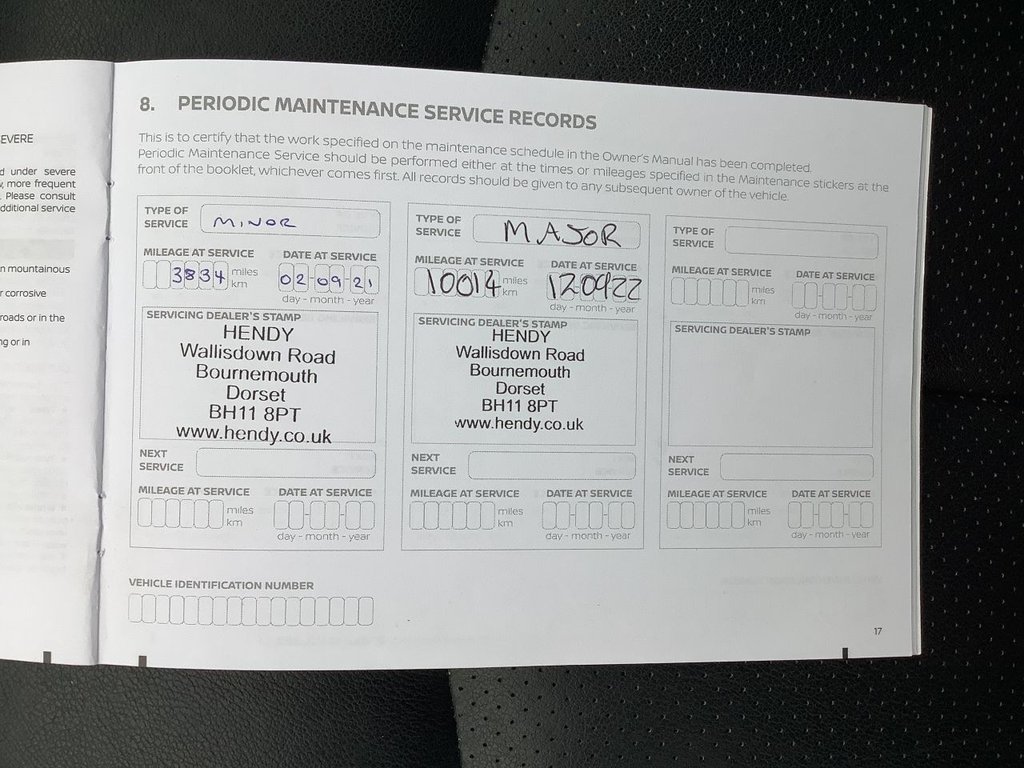 EVERE
d under severe
, more frequent
Please consult
dditional service
n mountainous
r corrosive
roads or in the
ng or in
8. PERIODIC MAINTENANCE SERVICE RECORDS
This is to certify that the work specified on the maintenance schedule in the Owner's Manual has been completed.
Periodic Maintenance Service should be performed either at the times or mileages specified in the Maintenance stickers at the
front of the booklet, whichever comes first. All records should be given to any subsequent owner of the vehicle.
TYPE OF
SERVICE MINOR
MILEAGE AT SERVICE DATE AT SERVICE
3834 miles 02-09-21
km
day - month - year
SERVICING DEALER'S STAMP
HENDY
Wallisdown Road
Bournemouth
Dorset
BH11 8PT
www.hendy.co.uk
NEXT
SERVICE
MILEAGE AT SERVICE DATE AT SERVICE
miles
km
day - month - year
TYPE OF
SERVICE MAJOR
MILEAGE AT SERVICE DATE AT SERVICE
10014 miles 120922
km
day - month - year
SERVICING DEALER'S STAMP
HENDY
Wallisdown Road
Bournemouth
Dorset
BH11 8PT
www.hendy.co.uk
NEXT
SERVICE
MILEAGE AT SERVICE DATE AT SERVICE
miles
km
day - month - year
TYPE OF
SERVICE
MILEAGE AT SERVICE DATE AT SERVICE
miles
km
day - month - year
SERVICING DEALER'S STAMP
NEXT
SERVICE
MILEAGE AT SERVICE DATE AT SERVICE
miles
km
day - month - year
VEHICLE IDENTIFICATION NUMBER
17